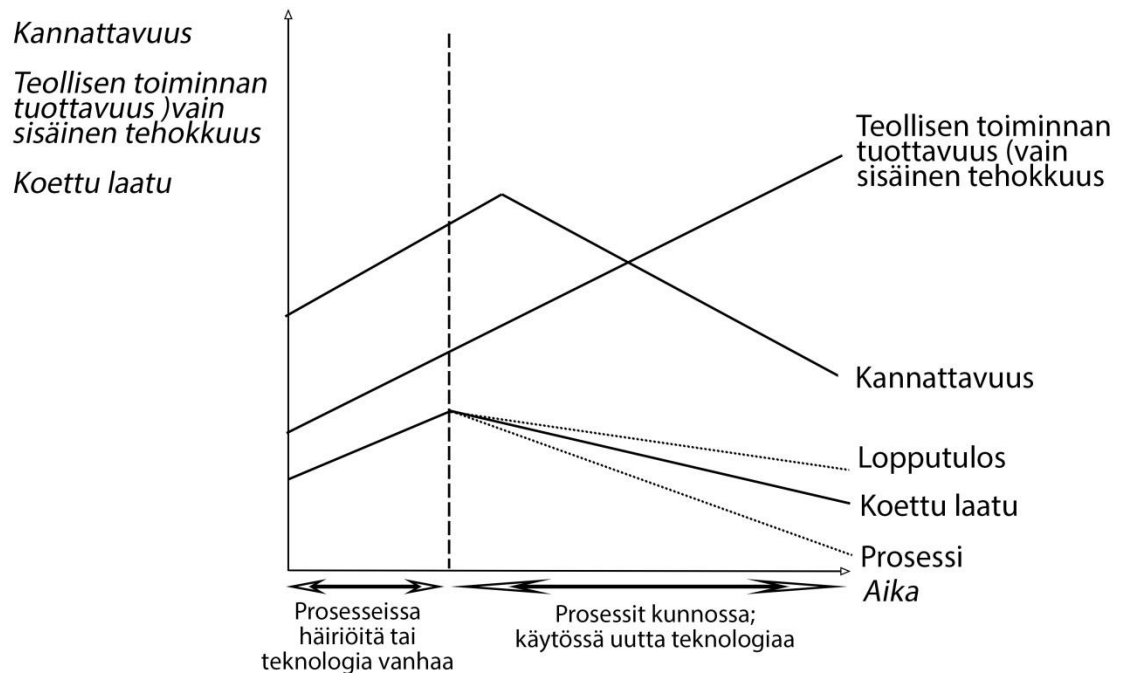 Kannattavuus
Teollisen toiminnan
tuottavuus )vain
sisäinen tehokkuus
Koettu laatu
Teollisen toiminnan
tuottavuus (vain
sisäinen tehokkuus
Kannattavuus
Lopputulos
Koettu laatu
Prosessi
Aika
Prosesseissa
häiriöitä tai
teknologia vanhaa
Prosessit kunnossa;
käytössä uutta teknologiaa